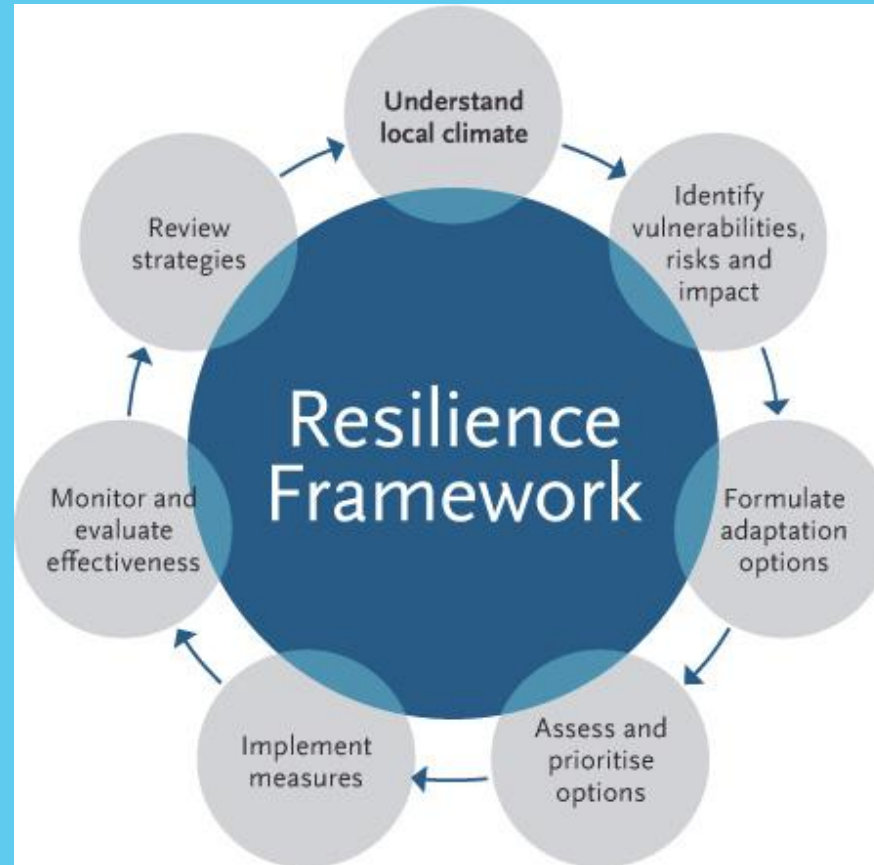 Understand
local climate
Identify
vulnerabilities,
risks and
impact
Formulate
adaptation
options
Assess and
prioritise
options
Implement
measures
Monitor and
evaluate
effectiveness
Review
strategies
Resilience
Framework